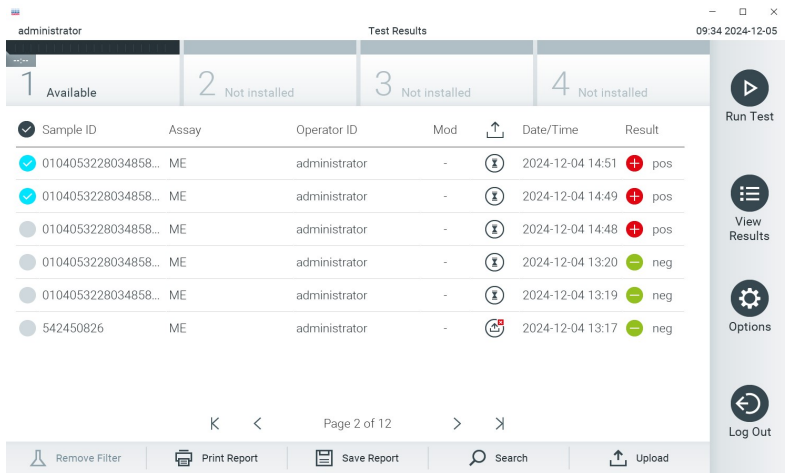 administrator Test Results 09:34 2024-12-05
--:--
1 Available 2 Not installed 3 Not installed 4 Not installed
Run Test
Sample ID Assay Operator ID Mod Date/Time Result
0104053228034858... ME administrator - 2024-12-04 14:51 pos
0104053228034858... ME administrator - 2024-12-04 14:49 pos
View
Results
0104053228034858... ME administrator - 2024-12-04 14:48 pos
0104053228034858... ME administrator - 2024-12-04 13:20 neg
0104053228034858... ME administrator - 2024-12-04 13:19 neg
Options
542450826 ME administrator - 2024-12-04 13:17 neg
Page 2 of 12
Log Out
Remove Filter Print Report Save Report Search Upload